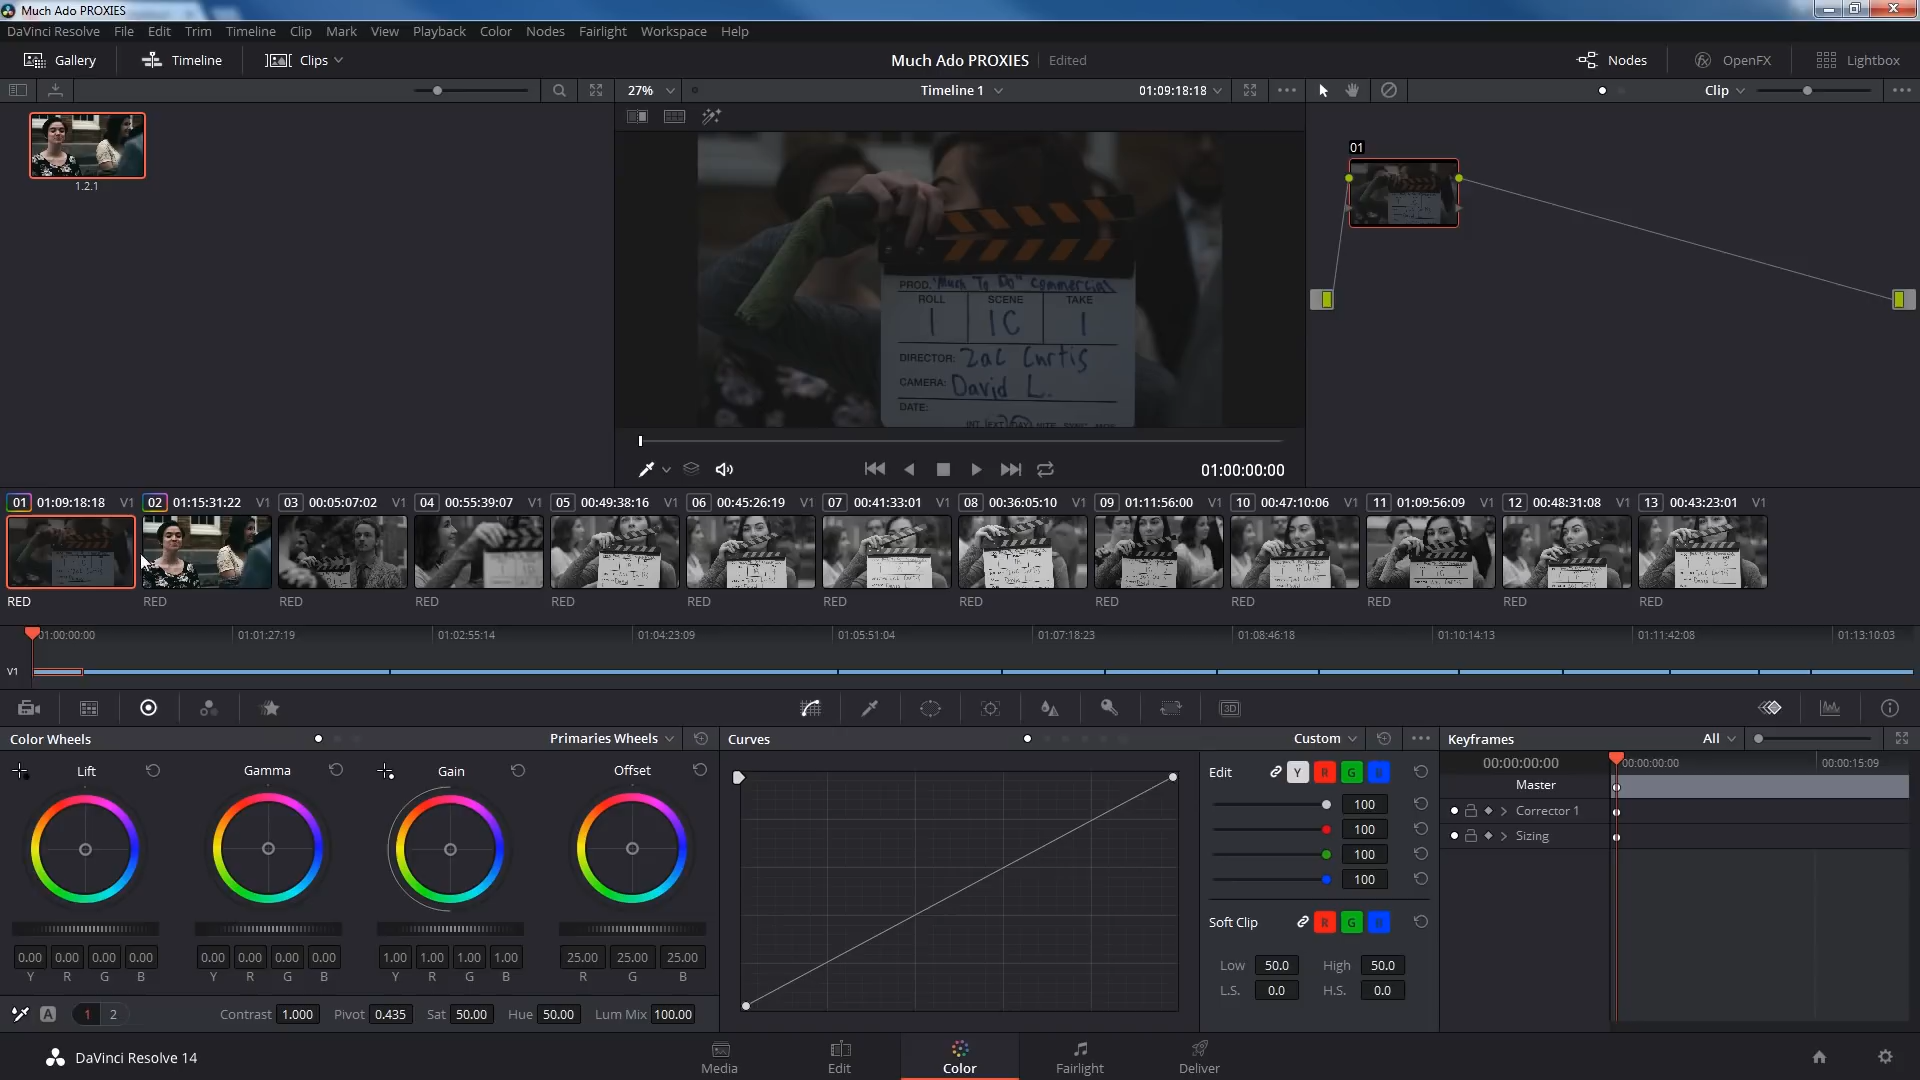 Much Ado PROXIES
DaVinci Resolve File Edit Trim Timeline Clip Mark View Playback Color Nodes Fairlight Workspace Help
Gallery Timeline Clips Much Ado PROXIES Edited Nodes OpenFX Lightbox
27% Timeline 1 01:09:18:18 Clip
01
1.2.1
PROD. "Much To Do" Commercial
ROLL SCENE TAKE
1 1C 1
DIRECTOR: Zac Curtis
CAMERA: David L.
DATE:
INT EXT DAY NITE
01:00:00:00
01 01:09:18:18 V1 02 01:15:31:22 V1 03 00:05:07:02 V1 04 00:55:39:07 V1 05 00:49:38:16 V1 06 00:45:26:19 V1 07 00:41:33:01 V1 08 00:36:05:10 V1 09 01:11:56:00 V1 10 00:47:10:06 V1 11 01:09:56:09 V1 12 00:48:31:08 V1 13 00:43:23:01 V1
RED RED RED RED RED RED RED RED RED RED RED RED RED
01:00:00:00 01:01:27:19 01:02:55:14 01:04:23:09 01:05:51:04 01:07:18:23 01:08:46:18 01:10:14:13 01:11:42:08 01:13:10:03
V1
3D
Color Wheels Primaries Wheels Curves Custom Keyframes All
Lift Gamma Gain Offset Edit Y R G B 00:00:00:00 00:00:00:00 00:00:15:09
Master
100 Corrector 1
100 Sizing
100
100
Soft Clip R G B
0.00 0.00 0.00 0.00 0.00 0.00 0.00 0.00 1.00 1.00 1.00 1.00 25.00 25.00 25.00
Y R G B Y R G B Y R G B R G B
Low 50.0 High 50.0
L.S. 0.0 H.S. 0.0
A 1 2 Contrast 1.000 Pivot 0.435 Sat 50.00 Hue 50.00 Lum Mix 100.00
DaVinci Resolve 14 Media Edit Color Fairlight Deliver